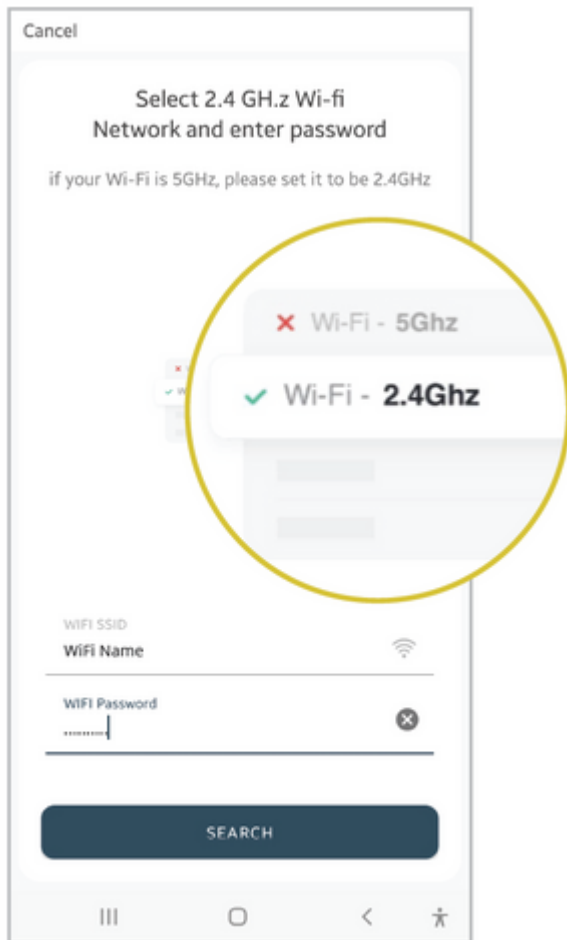 Cancel
Select 2.4 GH.z Wi-fi
Network and enter password
if your Wi-Fi is 5GHz, please set it to be 2.4GHz
Wi-Fi - 5Ghz
Wi-Fi - 2.4Ghz
WIFI SSID
WiFi Name
WIFI Password
SEARCH